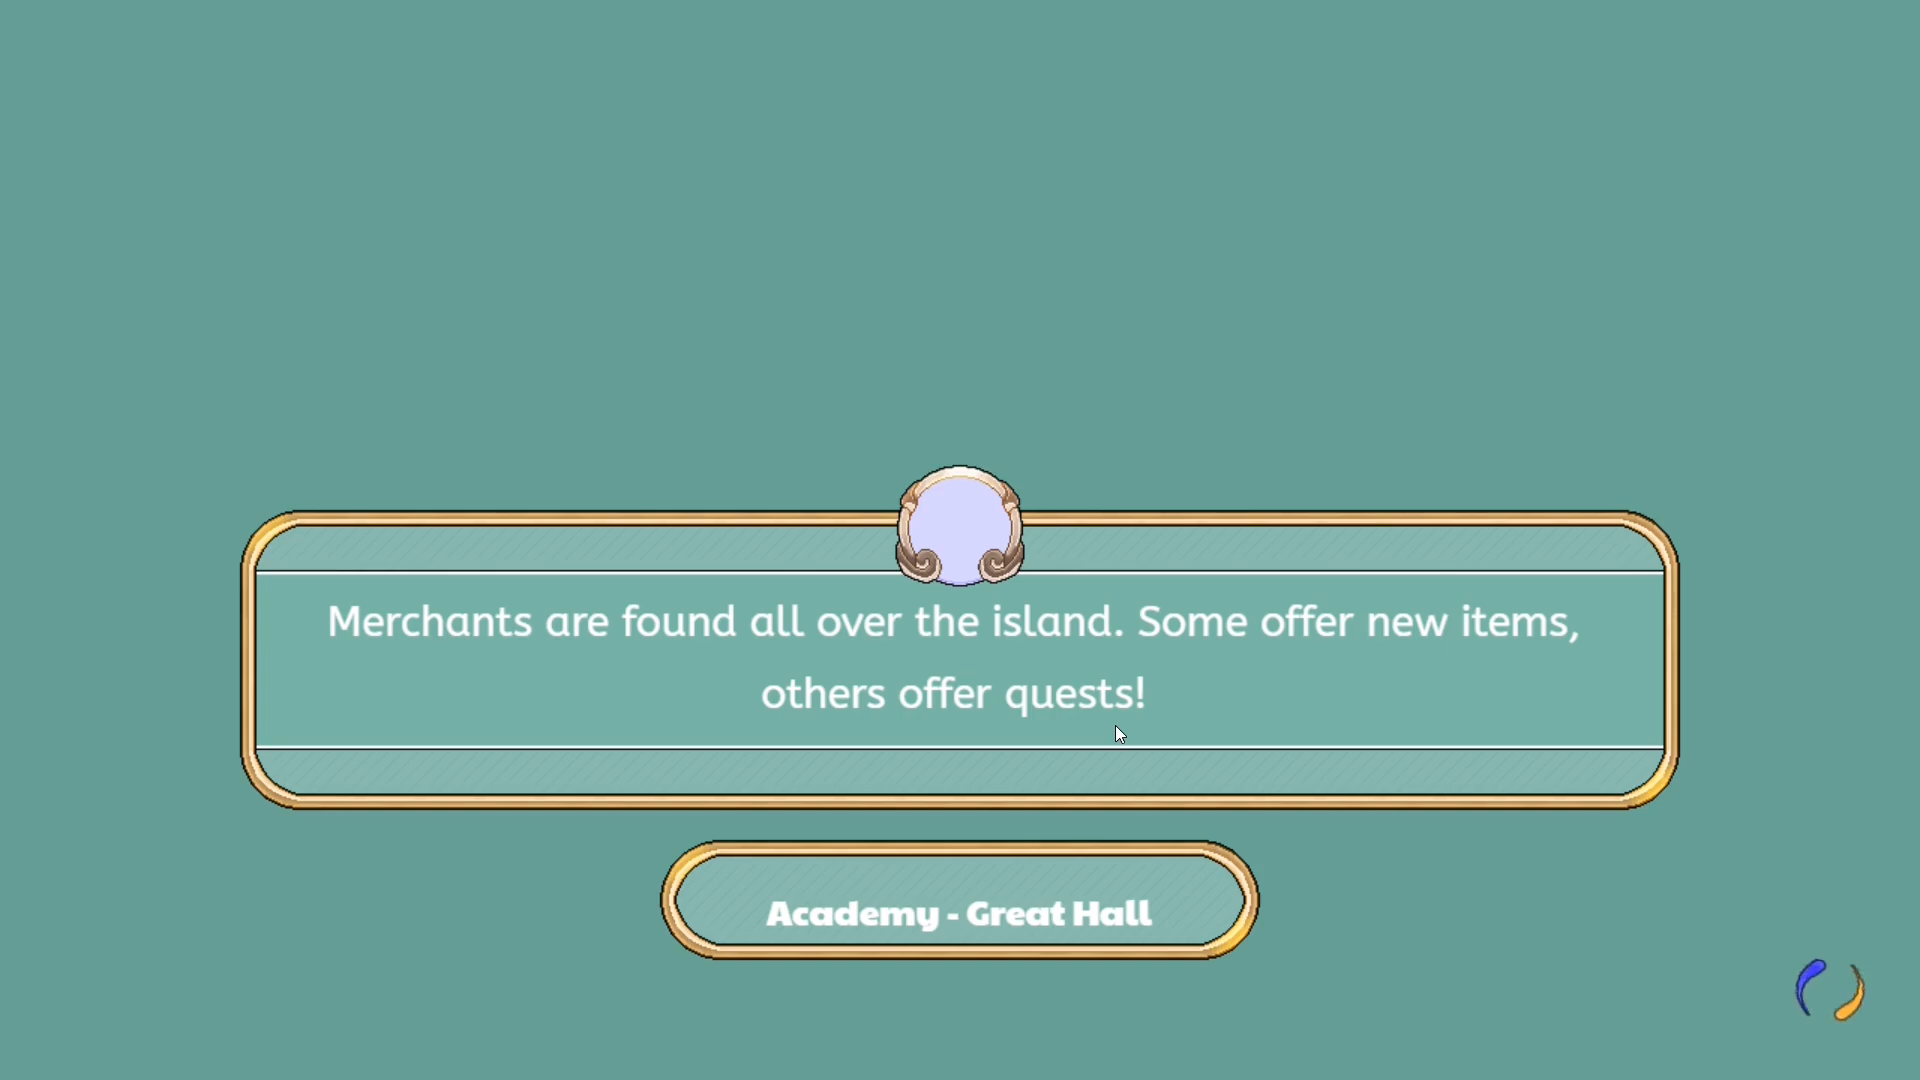 Merchants are found all over the island. Some offer new items,
others offer quests!
Academy - Great Hall